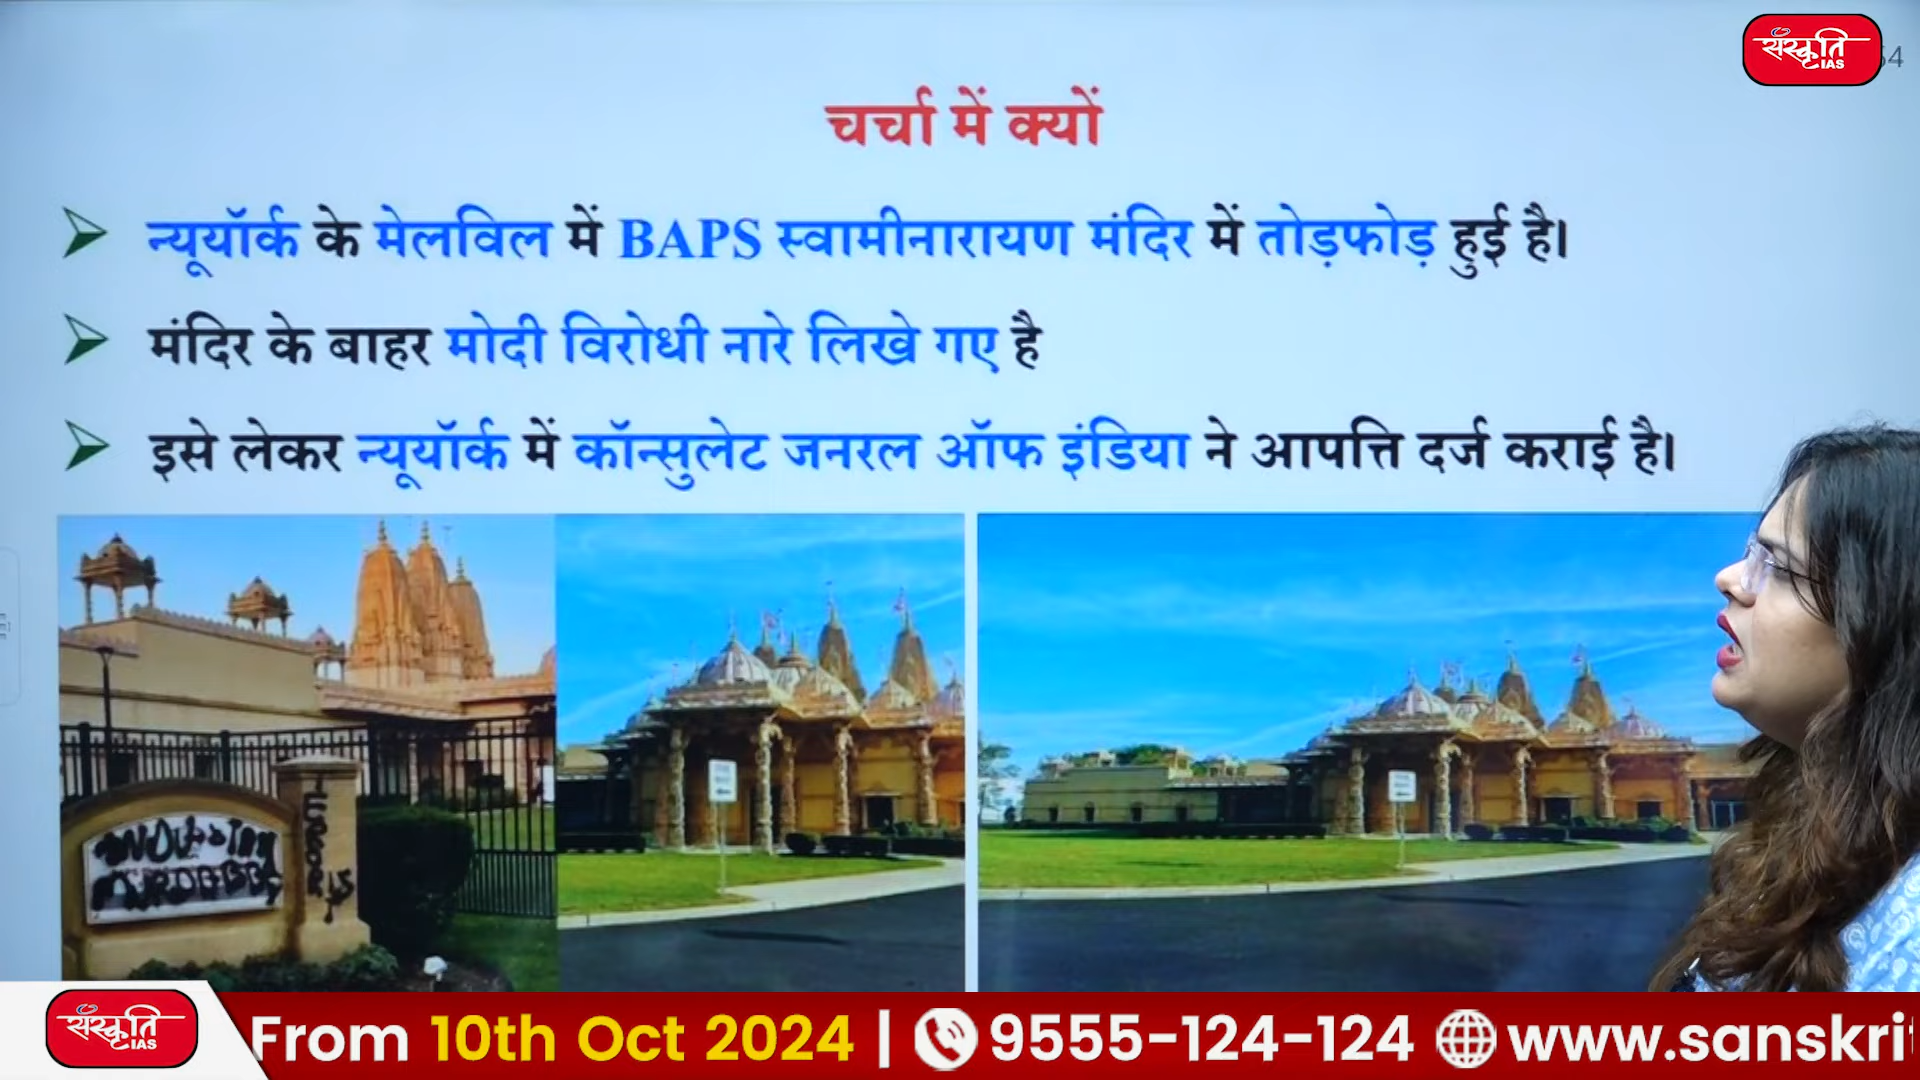 संस्कृति
IAS
54
चर्चा में क्यों
न्यूयॉर्क के मेलविल में BAPS स्वामीनारायण मंदिर में तोड़फोड़ हुई है।
मंदिर के बाहर मोदी विरोधी नारे लिखे गए है
इसे लेकर न्यूयॉर्क में कॉन्सुलेट जनरल ऑफ इंडिया ने आपत्ति दर्ज कराई है।
संस्कृति
IAS
From 10th Oct 2024 | 9555-124-124 www.sanskrit